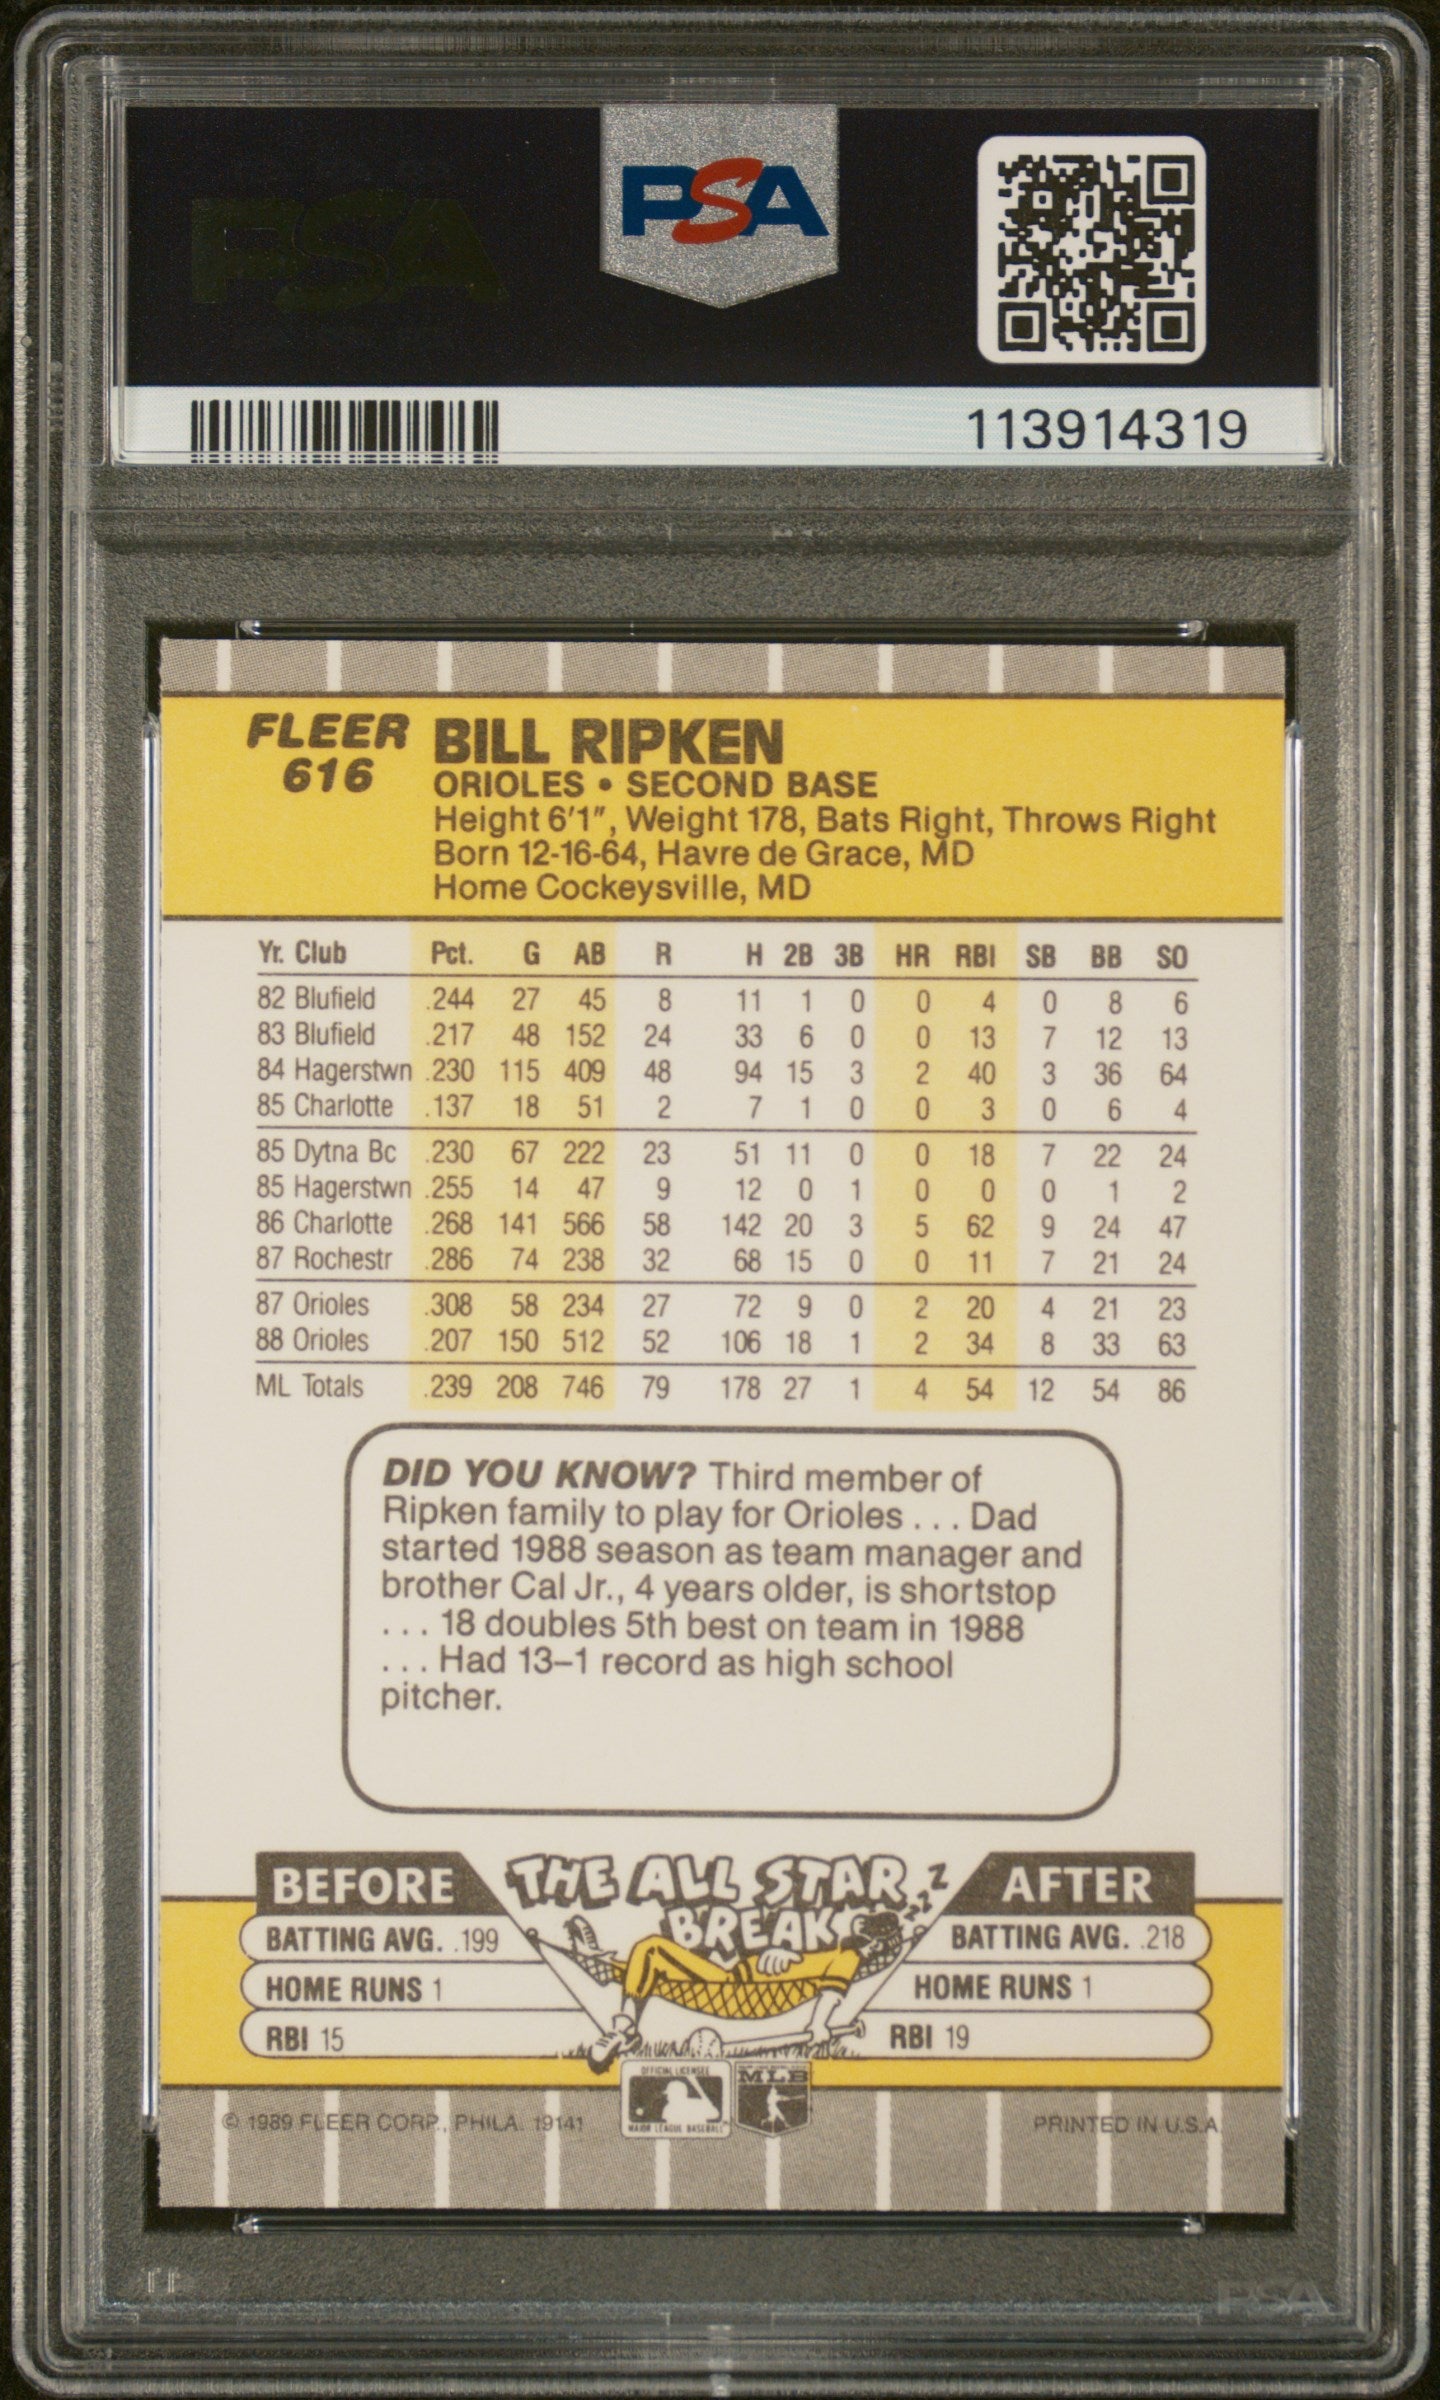 PSA
PSA
113914319
FLEER
616
BILL RIPKEN
ORIOLES • SECOND BASE
Height 6'1", Weight 178, Bats Right, Throws Right
Born 12-16-64, Havre de Grace, MD
Home Cockeysville, MD
Yr. Club Pct. G AB R H 2B 3B HR RBI SB BB SO
82 Blufield .244 27 45 8 11 1 0 0 4 0 8 6
83 Blufield .217 48 152 24 33 6 0 0 13 7 12 13
84 Hagerstwn .230 115 409 48 94 15 3 2 40 3 36 64
85 Charlotte .137 18 51 2 7 1 0 0 3 0 6 4
85 Dytna Bc .230 67 222 23 51 11 0 0 18 7 22 24
85 Hagerstwn .255 14 47 9 12 0 1 0 0 0 1 2
86 Charlotte .268 141 566 58 142 20 3 5 62 9 24 47
87 Rochestr .286 74 238 32 68 15 0 0 11 7 21 24
87 Orioles .308 58 234 27 72 9 0 2 20 4 21 23
88 Orioles .207 150 512 52 106 18 1 2 34 8 33 63
ML Totals .239 208 746 79 178 27 1 4 54 12 54 86
DID YOU KNOW? Third member of
Ripken family to play for Orioles . . . Dad
started 1988 season as team manager and
brother Cal Jr., 4 years older, is shortstop
. . . 18 doubles 5th best on team in 1988
. . . Had 13–1 record as high school
pitcher.
BEFORE
THE ALL STAR
BREAK
ZZZ
AFTER
BATTING AVG. .199
HOME RUNS 1
RBI 15
BATTING AVG. .218
HOME RUNS 1
RBI 19
OFFICIAL LICENSEE
MAJOR LEAGUE BASEBALL
MLB
© 1989 FLEER CORP., PHILA. 19141
PRINTED IN U.S.A.
PSA